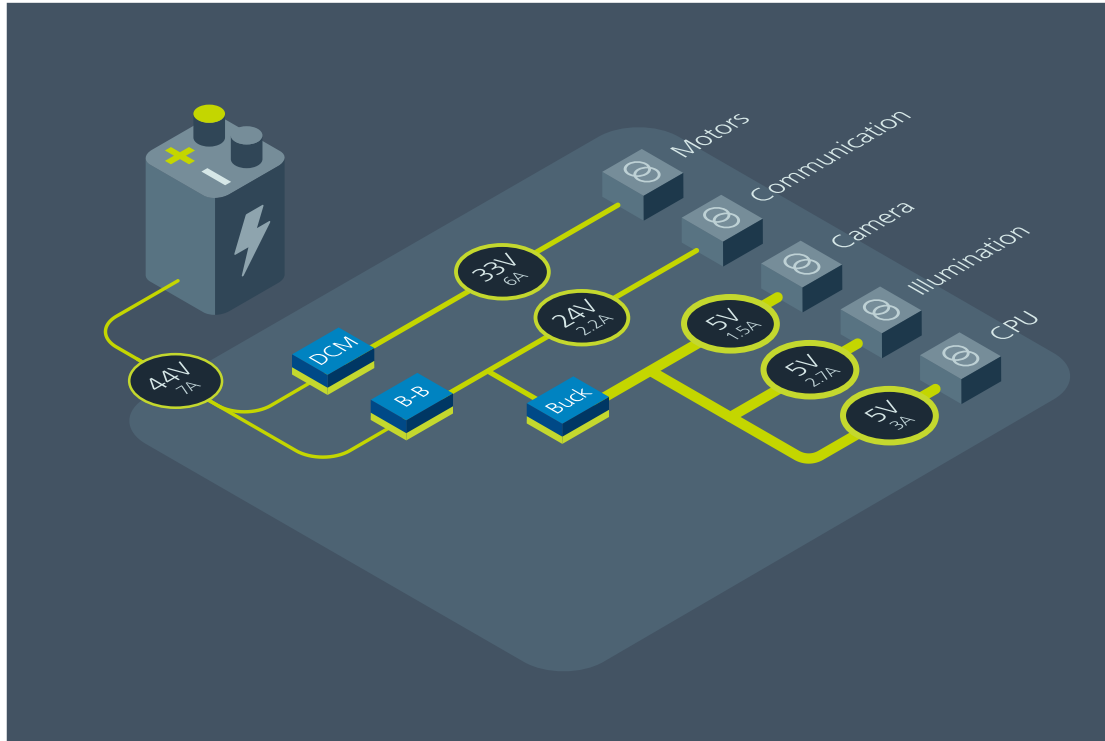 Motors
Communication
Camera
Illumination
CPU
33V
6A
24V
2.2A
5V
1.5A
5V
2.7A
5V
3A
DCM
B-B
Buck
44V
7A